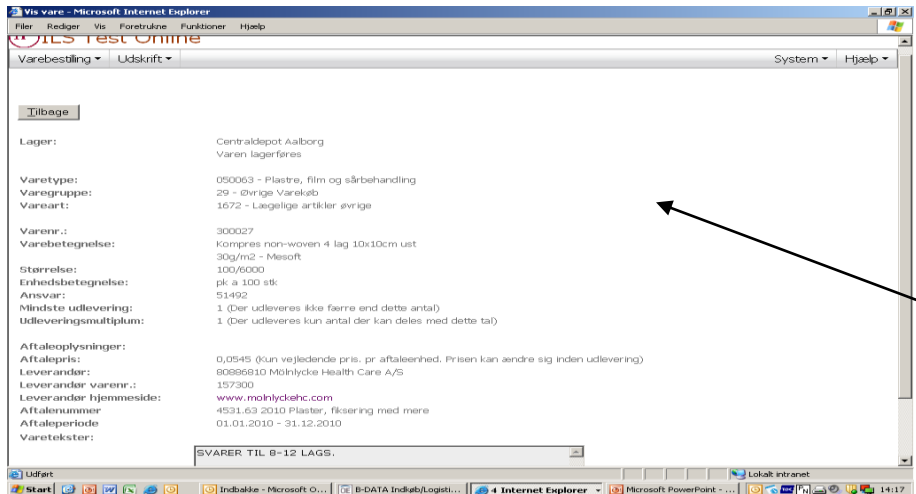 Vis vare - Microsoft Internet Explorer
Filer Rediger Vis Foretrukne Funktioner Hjælp
ILS Test Online
Varebestilling Udskrift System Hjælp
Tilbage
Lager: Centraldepot Aalborg
Varen lagerføres
Varetype: 050063 - Plastre, film og sårbehandling
Varegruppe: 29 - Øvrige Varekøb
Vareart: 1672 - Lægelige artikler øvrige
Varenr.: 300027
Varebetegnelse: Kompres non-woven 4 lag 10x10cm ust
30g/m2 - Mesoft
Størrelse: 100/6000
Enhedsbetegnelse: pk a 100 stk
Ansvar: 51492
Mindste udlevering: 1 (Der udleveres ikke færre end dette antal)
Udleveringsmultiplum: 1 (Der udleveres kun antal der kan deles med dette tal)
Aftaleoplysninger:
Aftalepris: 0,0545 (Kun vejledende pris. pr aftaleenhed. Prisen kan ændre sig inden udlevering)
Leverandør: 80886810 Mölnlycke Health Care A/S
Leverandør varenr.: 157300
Leverandør hjemmeside: www.molnlyckehc.com
Aftalenummer 4531.63 2010 Plaster, fiksering med mere
Aftaleperiode 01.01.2010 - 31.12.2010
Varetekster:
SVARER TIL 8-12 LAGS.
Udført Lokalt intranet
Start Indbakke - Microsoft O... B-DATA Indkøb/Logisti... 4 Internet Explorer Microsoft PowerPoint - ... 14:17